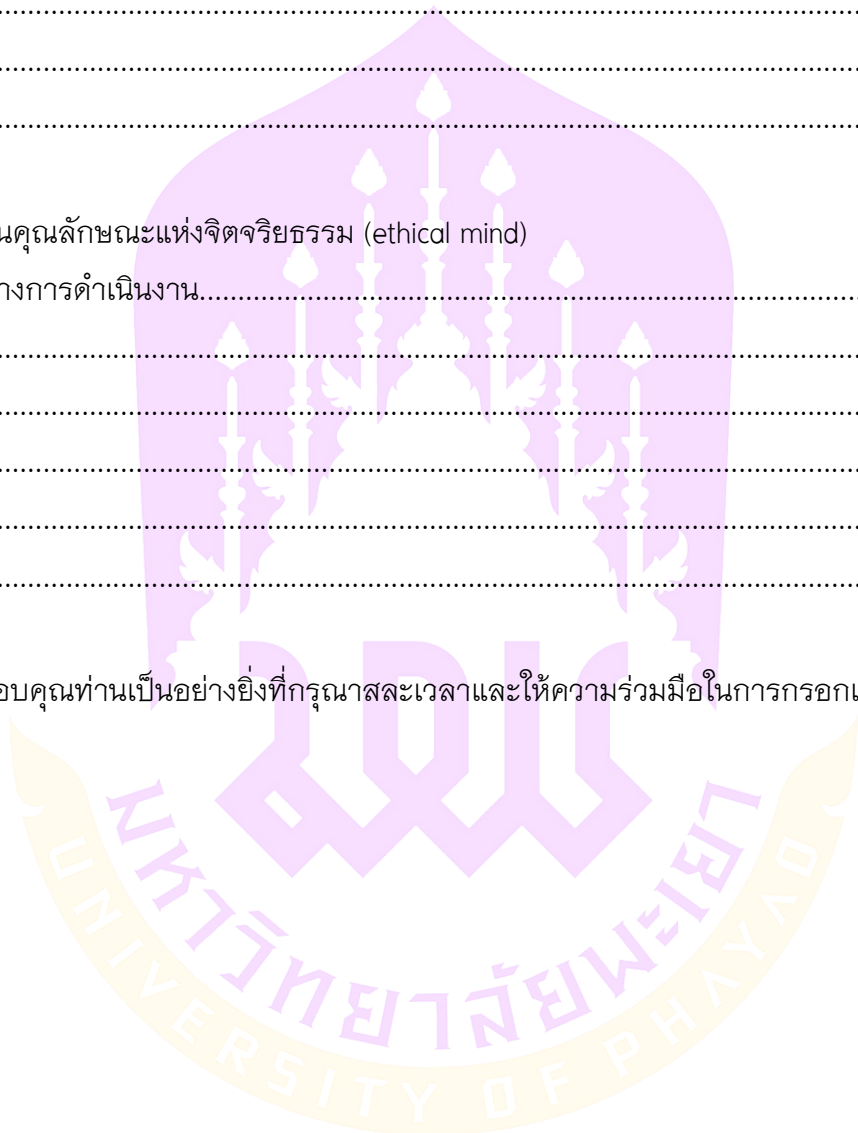 ................................................................................................
................................................................................................
................................................................................................
นคุณลักษณะแห่งจิตจริยธรรม (ethical mind)
างการดำเนินงาน................................................................................
................................................................................................
................................................................................................
................................................................................................
................................................................................................
................................................................................................
อบคุณท่านเป็นอย่างยิ่งที่กรุณาสละเวลาและให้ความร่วมมือในการกรอกแ
มหาวิทยาลัยพะเยา
UNIVERSITY OF PHAYAO